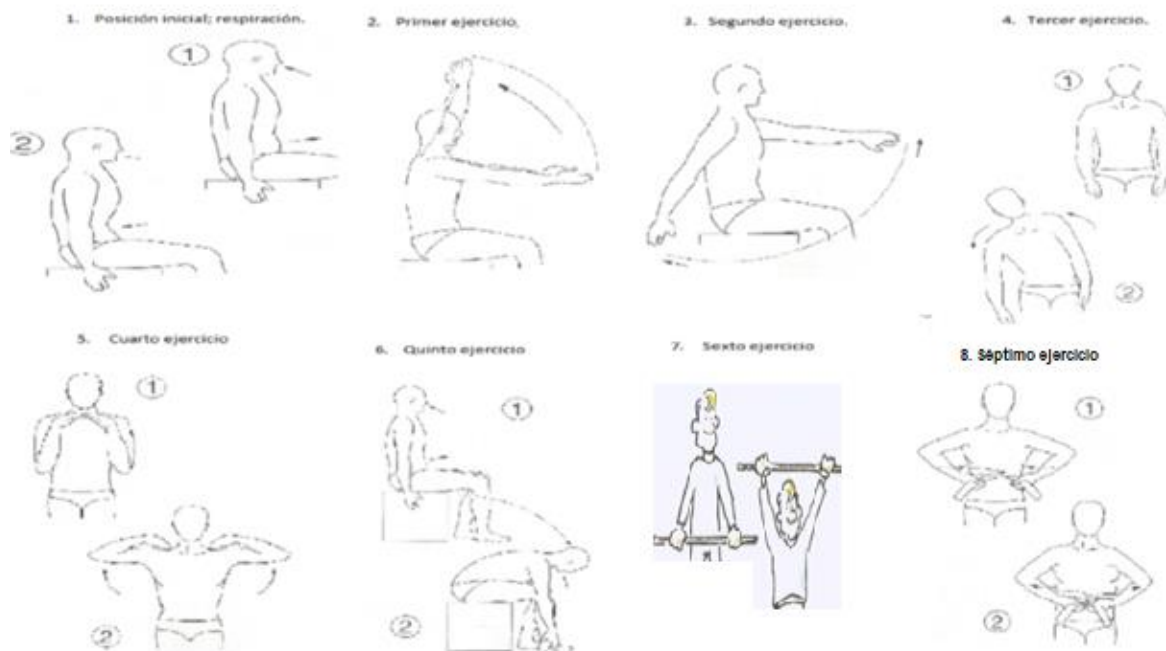 1. Posición inicial; respiración.
2. Primer ejercicio.
3. Segundo ejercicio.
4. Tercer ejercicio.
1
2
1
2
5. Cuarto ejercicio
6. Quinto ejercicio
7. Sexto ejercicio
8. Séptimo ejercicio
1
2
1
2
1
2